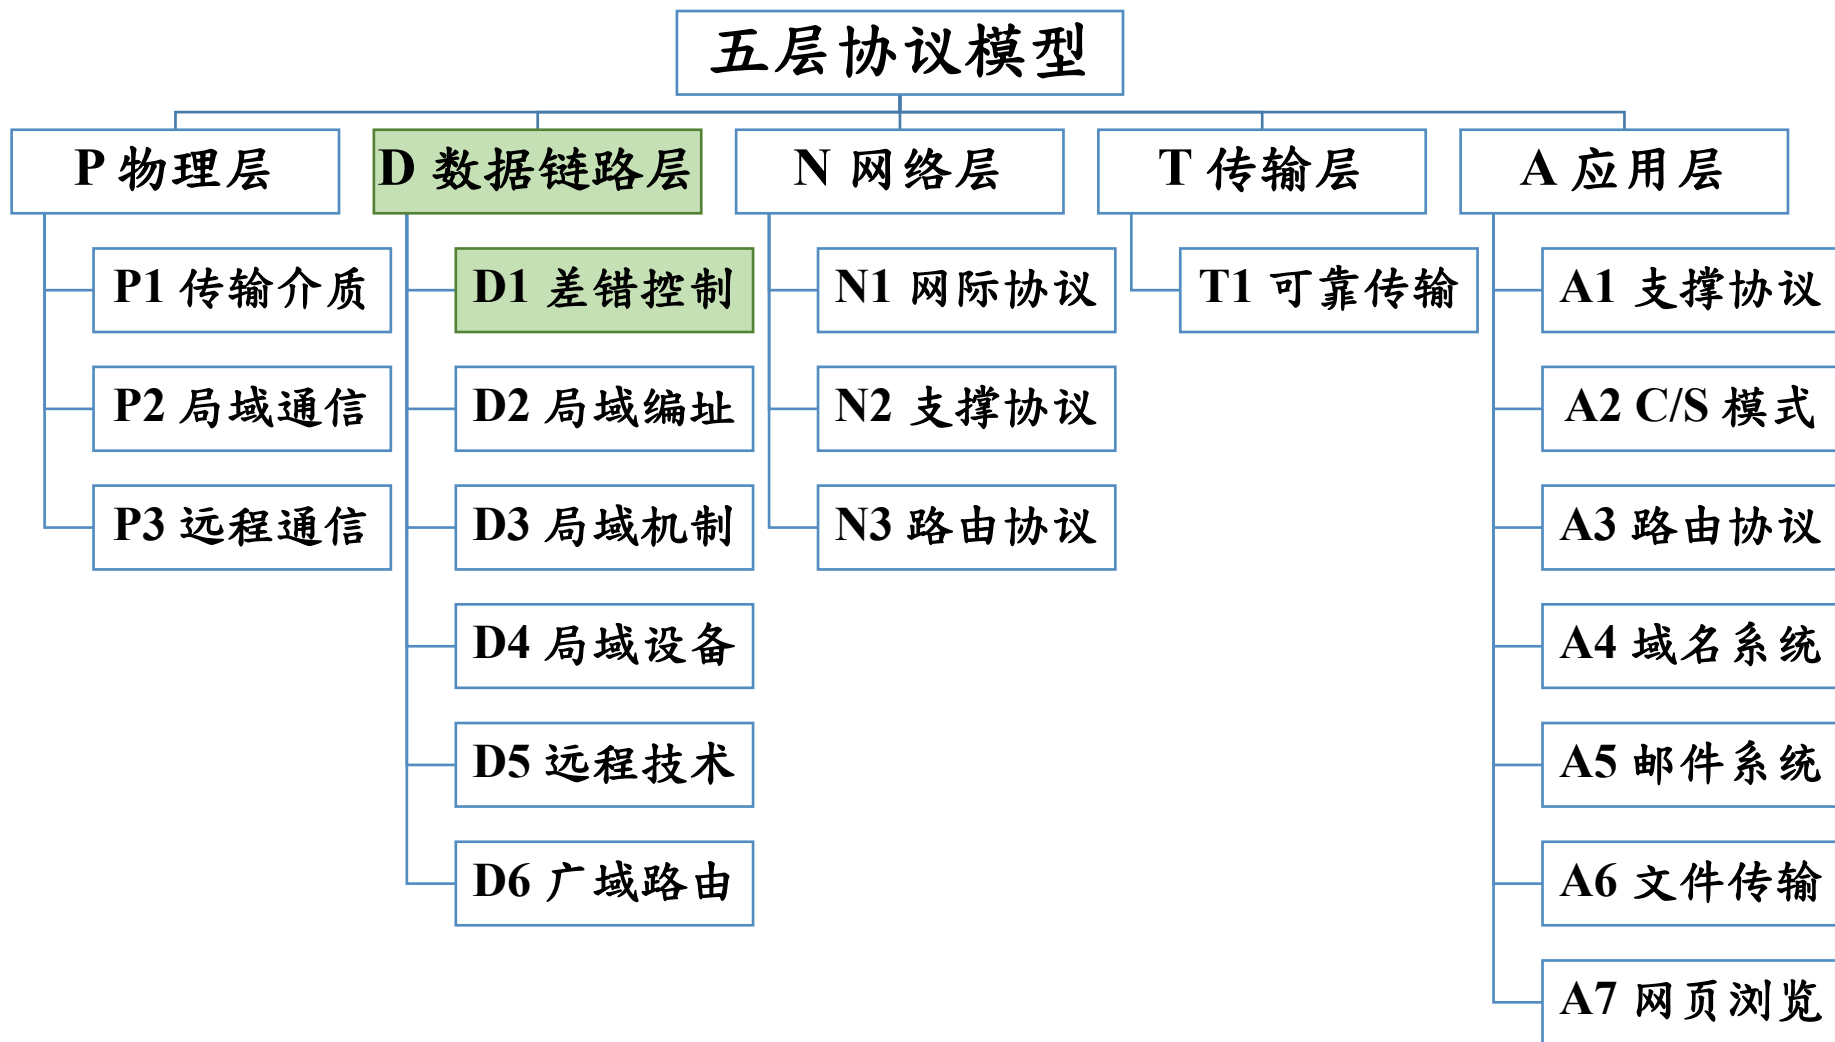 五层协议模型
P 物理层
P1 传输介质
P2 局域通信
P3 远程通信
D 数据链路层
D1 差错控制
D2 局域编址
D3 局域机制
D4 局域设备
D5 远程技术
D6 广域路由
N 网络层
N1 网际协议
N2 支撑协议
N3 路由协议
T 传输层
T1 可靠传输
A 应用层
A1 支撑协议
A2 C/S 模式
A3 路由协议
A4 域名系统
A5 邮件系统
A6 文件传输
A7 网页浏览